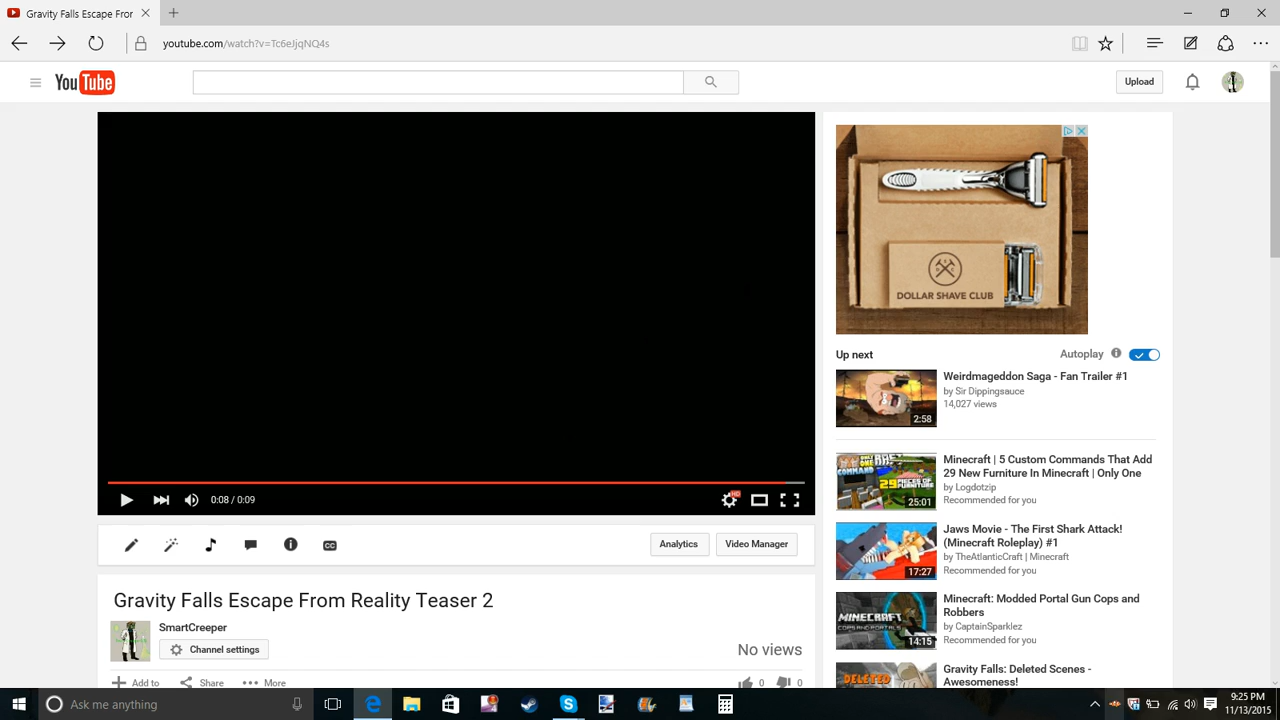 Gravity Falls Escape Fror
youtube.com/watch?v=Tc6eJjqNQ4s
YouTube
Upload
DOLLAR SHAVE CLUB
Up next
Autoplay
Weirdmageddon Saga - Fan Trailer #1
by Sir Dippingsauce
14,027 views
2:58
Minecraft | 5 Custom Commands That Add
29 New Furniture In Minecraft | Only One
by Logdotzip
Recommended for you
25:01
Jaws Movie - The First Shark Attack!
(Minecraft Roleplay) #1
by TheAtlanticCraft | Minecraft
Recommended for you
17:27
Minecraft: Modded Portal Gun Cops and
Robbers
by CaptainSparklez
Recommended for you
MINECRAFT
14:15
Gravity Falls: Deleted Scenes -
Awesomeness!
DELETED
0:08 / 0:09
HD
CC
Analytics
Video Manager
Gravity Falls Escape From Reality Teaser 2
SmartCreeper
Channel settings
No views
Add to
Share
More
0
0
Ask me anything
9:25 PM
11/13/2015